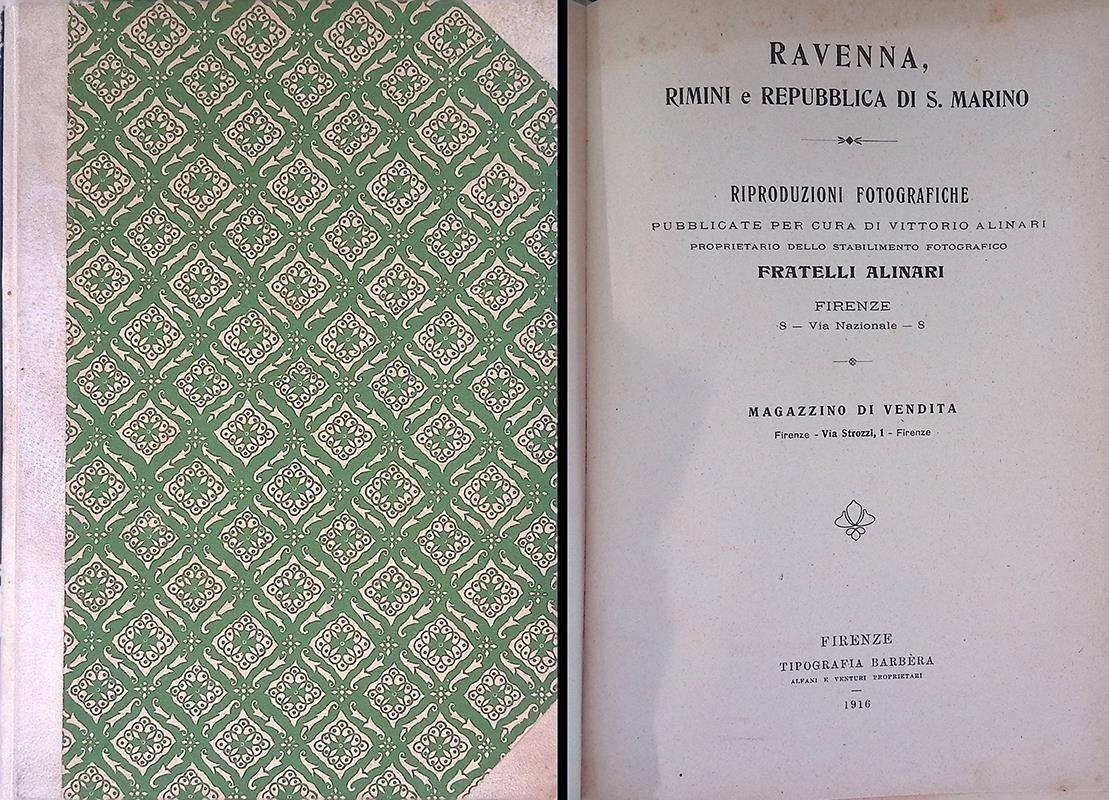 RAVENNA,
RIMINI e REPUBBLICA DI S. MARINO
RIPRODUZIONI FOTOGRAFICHE
PUBBLICATE PER CURA DI VITTORIO ALINARI
PROPRIETARIO DELLO STABILIMENTO FOTOGRAFICO
FRATELLI ALINARI
FIRENZE
8 — Via Nazionale — 8
MAGAZZINO DI VENDITA
Firenze - Via Strozzi, 1 - Firenze
FIRENZE
TIPOGRAFIA BARBÈRA
ALFANI E VENTURI PROPRIETARI
1916